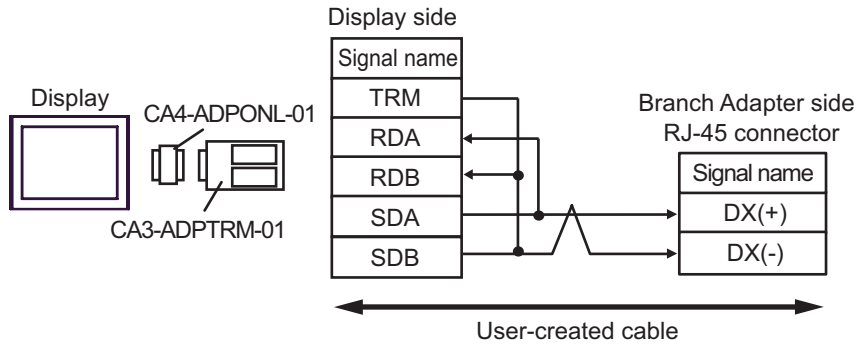 Display side
Signal name
TRM
RDA
RDB
SDA
SDB
Display
CA4-ADPONL-01
CA3-ADPTRM-01
Branch Adapter side
RJ-45 connector
Signal name
DX(+)
DX(-)
User-created cable